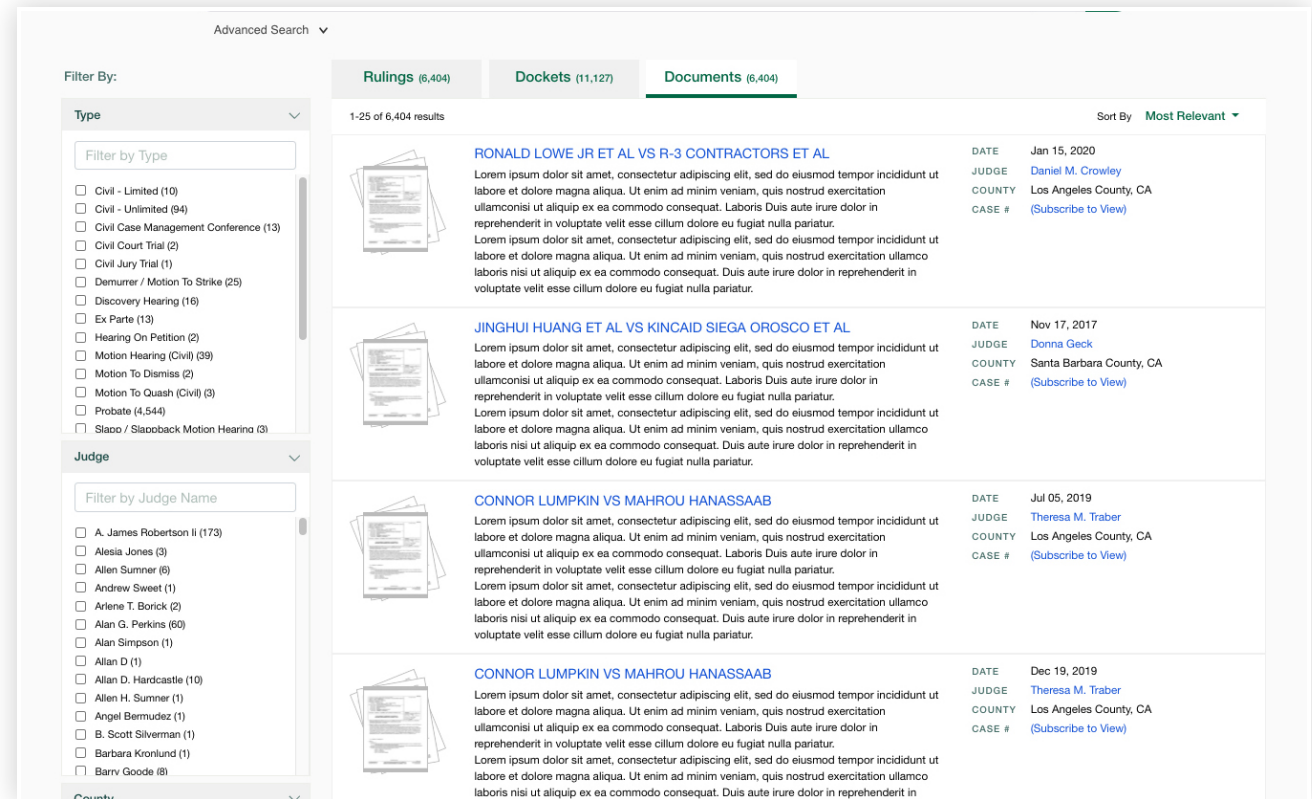 Advanced Search
Filter By:
Type
Filter by Type
Civil - Limited (10)
Civil - Unlimited (94)
Civil Case Management Conference (13)
Civil Court Trial (2)
Civil Jury Trial (1)
Demurrer / Motion To Strike (25)
Discovery Hearing (16)
Ex Parte (13)
Hearing On Petition (2)
Motion Hearing (Civil) (39)
Motion To Dismiss (2)
Motion To Quash (Civil) (3)
Probate (4,544)
Slapp / Slappback Motion Hearing (3)
Judge
Filter by Judge Name
A. James Robertson Ii (173)
Alesia Jones (3)
Allen Sumner (6)
Andrew Sweet (1)
Arlene T. Borick (2)
Alan G. Perkins (60)
Alan Simpson (1)
Allan D (1)
Allan D. Hardcastle (10)
Allen H. Sumner (1)
Angel Bermudez (1)
B. Scott Silverman (1)
Barbara Kronlund (1)
Barry Goode (8)
County
Rulings (6,404) Dockets (11,127) Documents (6,404)
1-25 of 6,404 results
Sort By Most Relevant
RONALD LOWE JR ET AL VS R-3 CONTRACTORS ET AL
Lorem ipsum dolor sit amet, consectetur adipiscing elit, sed do eiusmod tempor incididunt ut
labore et dolore magna aliqua. Ut enim ad minim veniam, quis nostrud exercitation
ullamconisi ut aliquip ex ea commodo consequat. Laboris Duis aute irure dolor in
reprehenderit in voluptate velit esse cillum dolore eu fugiat nulla pariatur.
Lorem ipsum dolor sit amet, consectetur adipiscing elit, sed do eiusmod tempor incididunt ut
labore et dolore magna aliqua. Ut enim ad minim veniam, quis nostrud exercitation ullamco
laboris nisi ut aliquip ex ea commodo consequat. Duis aute irure dolor in reprehenderit in
voluptate velit esse cillum dolore eu fugiat nulla pariatur.
DATE Jan 15, 2020
JUDGE Daniel M. Crowley
COUNTY Los Angeles County, CA
CASE # (Subscribe to View)
JINGHUI HUANG ET AL VS KINCAID SIEGA OROSCO ET AL
Lorem ipsum dolor sit amet, consectetur adipiscing elit, sed do eiusmod tempor incididunt ut
labore et dolore magna aliqua. Ut enim ad minim veniam, quis nostrud exercitation
ullamconisi ut aliquip ex ea commodo consequat. Laboris Duis aute irure dolor in
reprehenderit in voluptate velit esse cillum dolore eu fugiat nulla pariatur.
Lorem ipsum dolor sit amet, consectetur adipiscing elit, sed do eiusmod tempor incididunt ut
labore et dolore magna aliqua. Ut enim ad minim veniam, quis nostrud exercitation ullamco
laboris nisi ut aliquip ex ea commodo consequat. Duis aute irure dolor in reprehenderit in
voluptate velit esse cillum dolore eu fugiat nulla pariatur.
DATE Nov 17, 2017
JUDGE Donna Geck
COUNTY Santa Barbara County, CA
CASE # (Subscribe to View)
CONNOR LUMPKIN VS MAHROU HANASSAAB
Lorem ipsum dolor sit amet, consectetur adipiscing elit, sed do eiusmod tempor incididunt ut
labore et dolore magna aliqua. Ut enim ad minim veniam, quis nostrud exercitation
ullamconisi ut aliquip ex ea commodo consequat. Laboris Duis aute irure dolor in
reprehenderit in voluptate velit esse cillum dolore eu fugiat nulla pariatur.
Lorem ipsum dolor sit amet, consectetur adipiscing elit, sed do eiusmod tempor incididunt ut
labore et dolore magna aliqua. Ut enim ad minim veniam, quis nostrud exercitation ullamco
laboris nisi ut aliquip ex ea commodo consequat. Duis aute irure dolor in reprehenderit in
voluptate velit esse cillum dolore eu fugiat nulla pariatur.
DATE Jul 05, 2019
JUDGE Theresa M. Traber
COUNTY Los Angeles County, CA
CASE # (Subscribe to View)
CONNOR LUMPKIN VS MAHROU HANASSAAB
Lorem ipsum dolor sit amet, consectetur adipiscing elit, sed do eiusmod tempor incididunt ut
labore et dolore magna aliqua. Ut enim ad minim veniam, quis nostrud exercitation
ullamconisi ut aliquip ex ea commodo consequat. Laboris Duis aute irure dolor in
reprehenderit in voluptate velit esse cillum dolore eu fugiat nulla pariatur.
Lorem ipsum dolor sit amet, consectetur adipiscing elit, sed do eiusmod tempor incididunt ut
labore et dolore magna aliqua. Ut enim ad minim veniam, quis nostrud exercitation ullamco
laboris nisi ut aliquip ex ea commodo consequat. Duis aute irure dolor in reprehenderit in
DATE Dec 19, 2019
JUDGE Theresa M. Traber
COUNTY Los Angeles County, CA
CASE # (Subscribe to View)